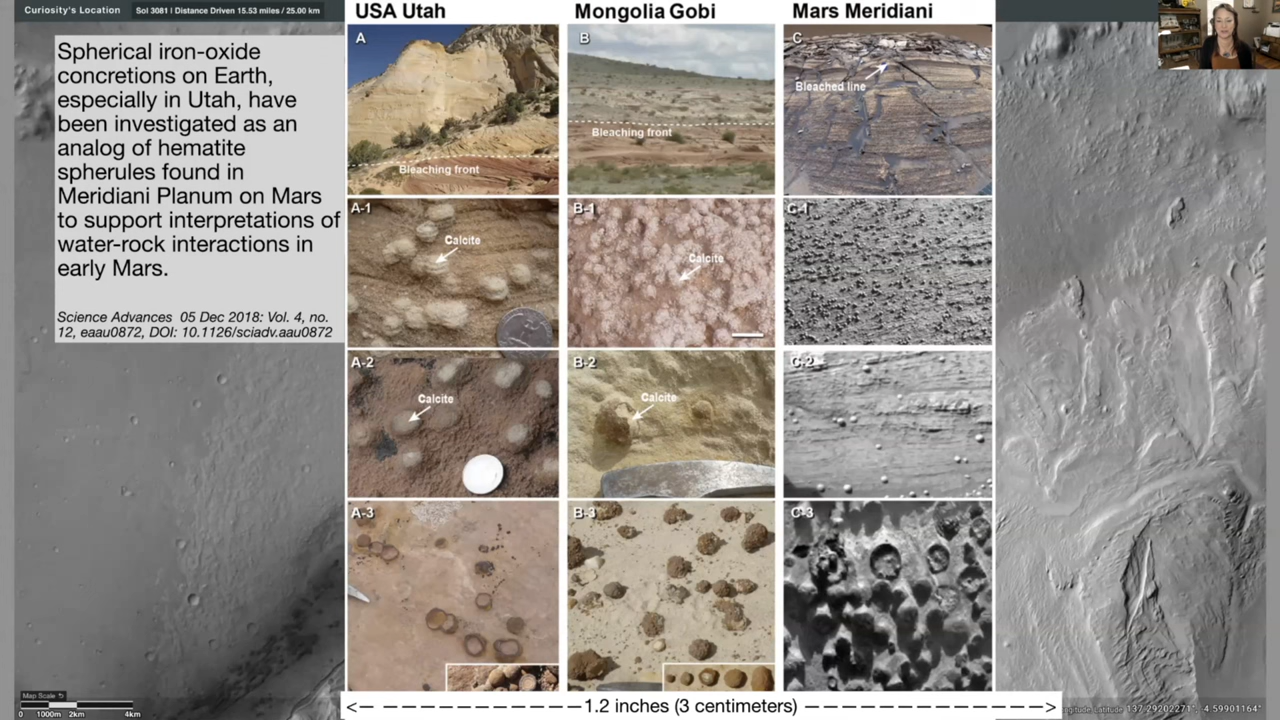 Curiosity's Location
Sol 3081 | Distance Driven 15.53 miles / 25.00 km
USA Utah
Mongolia Gobi
Mars Meridiani
Spherical iron-oxide
concretions on Earth,
especially in Utah, have
been investigated as an
analog of hematite
spherules found in
Meridiani Planum on Mars
to support interpretations of
water-rock interactions in
early Mars.
Science Advances 05 Dec 2018: Vol. 4, no.
12, eaau0872, DOI: 10.1126/sciadv.aau0872
A
Bleaching front
B
Bleaching front
C
Bleached line
A-1
Calcite
B-1
Calcite
C-1
A-2
Calcite
B-2
Calcite
C-2
A-3
B-3
C-3
<— — — — — — — — — — 1.2 inches (3 centimeters) — — — — — — — — — — —>
Map Scale
0 1000m 2km 4km
Latitude 137.29202271°, -4.59901164°